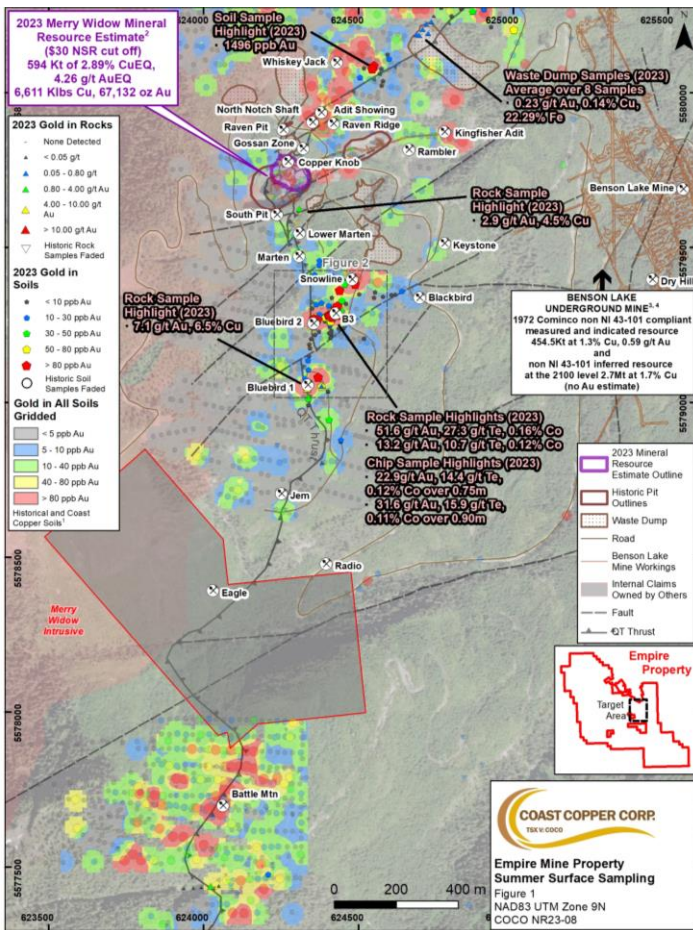 623500
624000
624500
625000
625500
2023 Merry Widow Mineral
Resource Estimate²
($30 NSR cut off)
594 Kt of 2.89% CuEQ,
4.26 g/t AuEQ
6,611 Klbs Cu, 67,132 oz Au
Soil Sample
Highlight (2023)
• 1496 ppb Au
Whiskey Jack
Waste Dump Samples (2023)
Average over 8 Samples
• 0.23 g/t Au, 0.14% Cu,
22.29% Fe
N
5580000
North Notch Shaft
Adit Showing
Raven Pit
Raven Ridge
Kingfisher Adit
Gossan Zone
Rambler
Copper Knob
Benson Lake Mine
Rock Sample
Highlight (2023)
• 2.9 g/t Au, 4.5% Cu
South Pit
Lower Marten
Keystone
Marten
5579500
Figure 2
Snowline
Dry Hill
Blackbird
Rock Sample
Highlight (2023)
• 7.1 g/t Au, 6.5% Cu
Bluebird 2
B3
Bluebird 1
2023 Gold in Rocks
None Detected
< 0.05 g/t
0.05 - 0.80 g/t
0.80 - 4.00 g/t Au
4.00 - 10.00 g/t
Au
> 10.00 g/t Au
Historic Rock
Samples Faded
2023 Gold in
Soils
< 10 ppb Au
10 - 30 ppb Au
30 - 50 ppb Au
50 - 80 ppb Au
> 80 ppb Au
Historic Soil
Samples Faded
Gold in All Soils
Gridded
< 5 ppb Au
5 - 10 ppb Au
10 - 40 ppb Au
40 - 80 ppb Au
> 80 ppb Au
Historical and Coast
Copper Soils¹
BENSON LAKE
UNDERGROUND MINE³, ⁴
1972 Cominco non NI 43-101 compliant
measured and indicated resource
454.5Kt at 1.3% Cu, 0.59 g/t Au
and
non NI 43-101 inferred resource
at the 2100 level 2.7Mt at 1.7% Cu
(no Au estimate)
5579000
QT Thrust
Rock Sample Highlights (2023)
• 51.6 g/t Au, 27.3 g/t Te, 0.16% Co
• 13.2 g/t Au, 10.7 g/t Te, 0.12% Co
Chip Sample Highlights (2023)
• 22.9g/t Au, 14.4 g/t Te,
0.12% Co over 0.75m
• 31.6 g/t Au, 15.9 g/t Te,
0.11% Co over 0.90m
Jem
5578500
5578500
Radio
Eagle
Merry
Widow
Intrusive
2023 Mineral
Resource
Estimate Outline
Historic Pit
Outlines
Waste Dump
Road
Benson Lake
Mine Workings
Internal Claims
Owned by Others
Fault
QT Thrust
Empire
Property
Target
Area
5578000
Battle Mtn
5577500
COAST COPPER CORP.
TSX V: COCO
Empire Mine Property
Summer Surface Sampling
Figure 1
NAD83 UTM Zone 9N
COCO NR23-08
0 200 400 m
623500
624000
624500